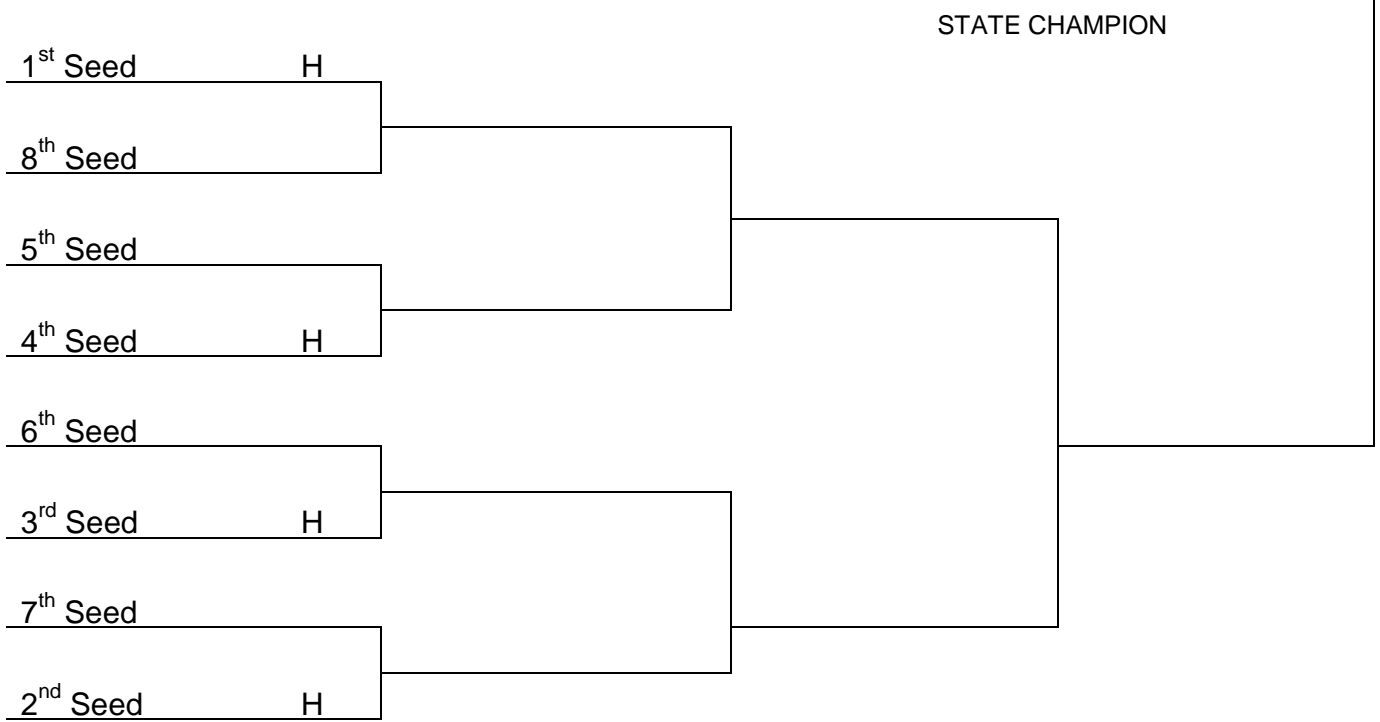 STATE CHAMPION
1st Seed H
8th Seed
5th Seed
4th Seed H
6th Seed
3rd Seed H
7th Seed
2nd Seed H